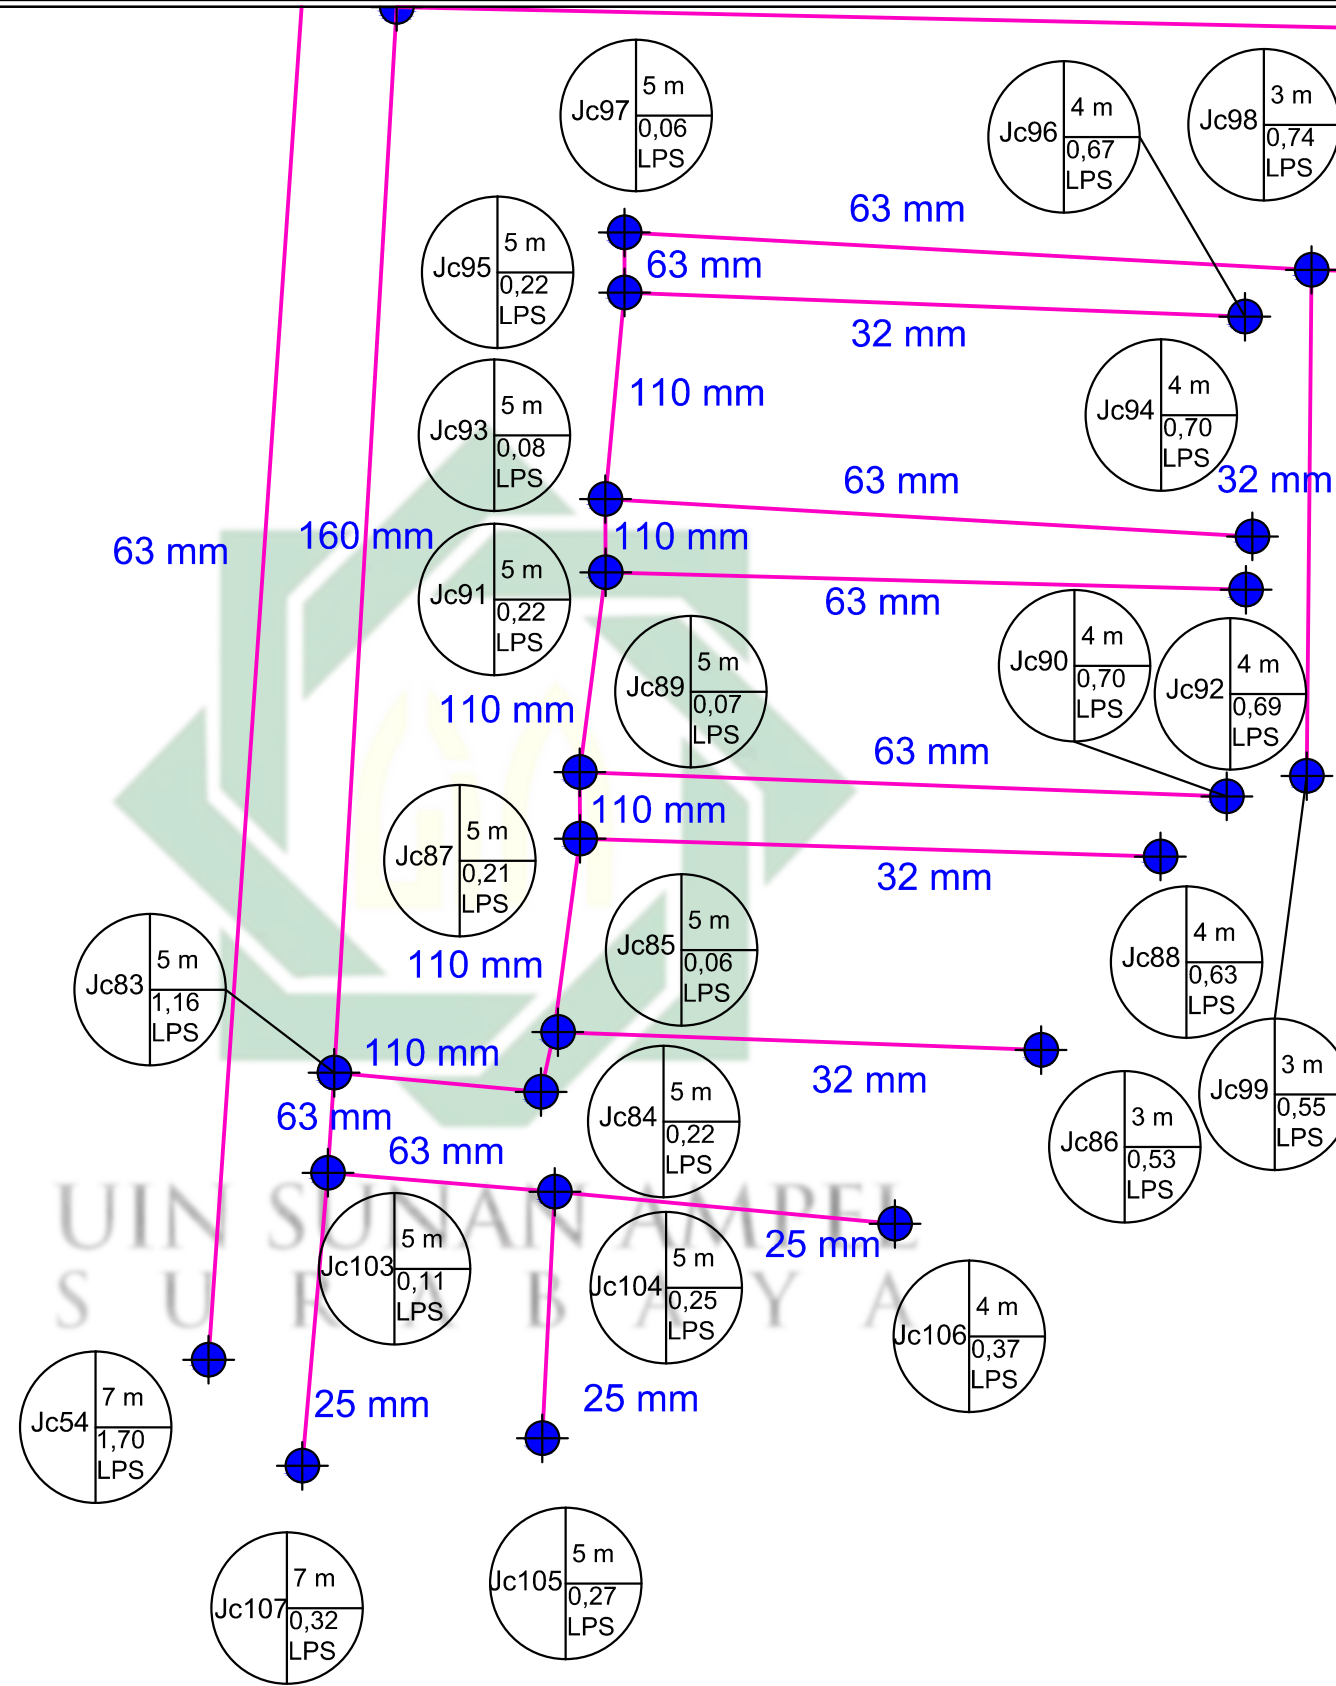 Jc97
5 m
0,06
LPS
Jc96
4 m
0,67
LPS
Jc98
3 m
0,74
LPS
63 mm
Jc95
5 m
0,22
LPS
63 mm
32 mm
110 mm
Jc93
5 m
0,08
LPS
Jc94
4 m
0,70
LPS
63 mm
32 mm
63 mm
160 mm
110 mm
Jc91
5 m
0,22
LPS
63 mm
Jc89
5 m
0,07
LPS
Jc90
4 m
0,70
LPS
Jc92
4 m
0,69
LPS
110 mm
63 mm
110 mm
Jc87
5 m
0,21
LPS
32 mm
Jc85
5 m
0,06
LPS
Jc88
4 m
0,63
LPS
110 mm
Jc83
5 m
1,16
LPS
110 mm
32 mm
Jc99
3 m
0,55
LPS
63 mm
Jc84
5 m
0,22
LPS
Jc86
3 m
0,53
LPS
63 mm
UIN SUNAN AMPEL
S U R A B A Y A
25 mm
Jc103
5 m
0,11
LPS
Jc104
5 m
0,25
LPS
Jc106
4 m
0,37
LPS
Jc54
7 m
1,70
LPS
25 mm
25 mm
Jc107
7 m
0,32
LPS
Jc105
5 m
0,27
LPS